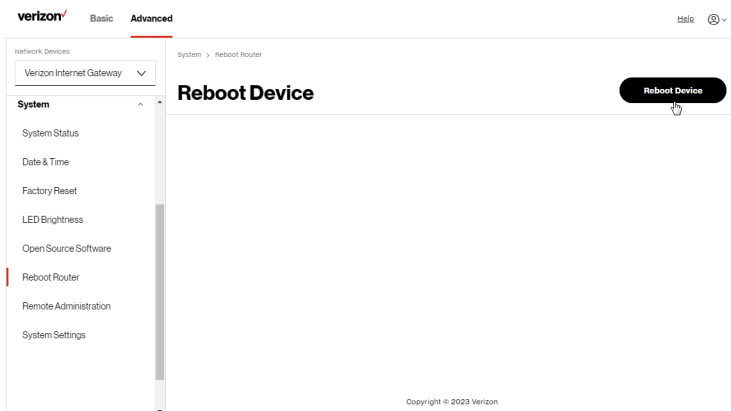 verizon
Basic
Advanced
Help
Network Devices
Verizon Internet Gateway
System
System Status
Date & Time
Factory Reset
LED Brightness
Open Source Software
Reboot Router
Remote Administration
System Settings
System > Reboot Router
Reboot Device
Reboot Device
Copyright © 2023 Verizon